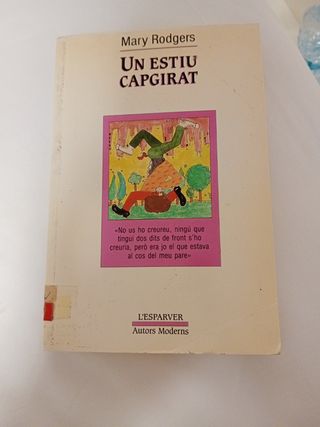 Mary Rodgers
UN ESTIU
CAPGIRAT
«No us ho creureu, ningú que
tingui dos dits de front s'ho
creuria, però era jo el que estava
al cos del meu pare»
L'ESPARVER
Autors Moderns